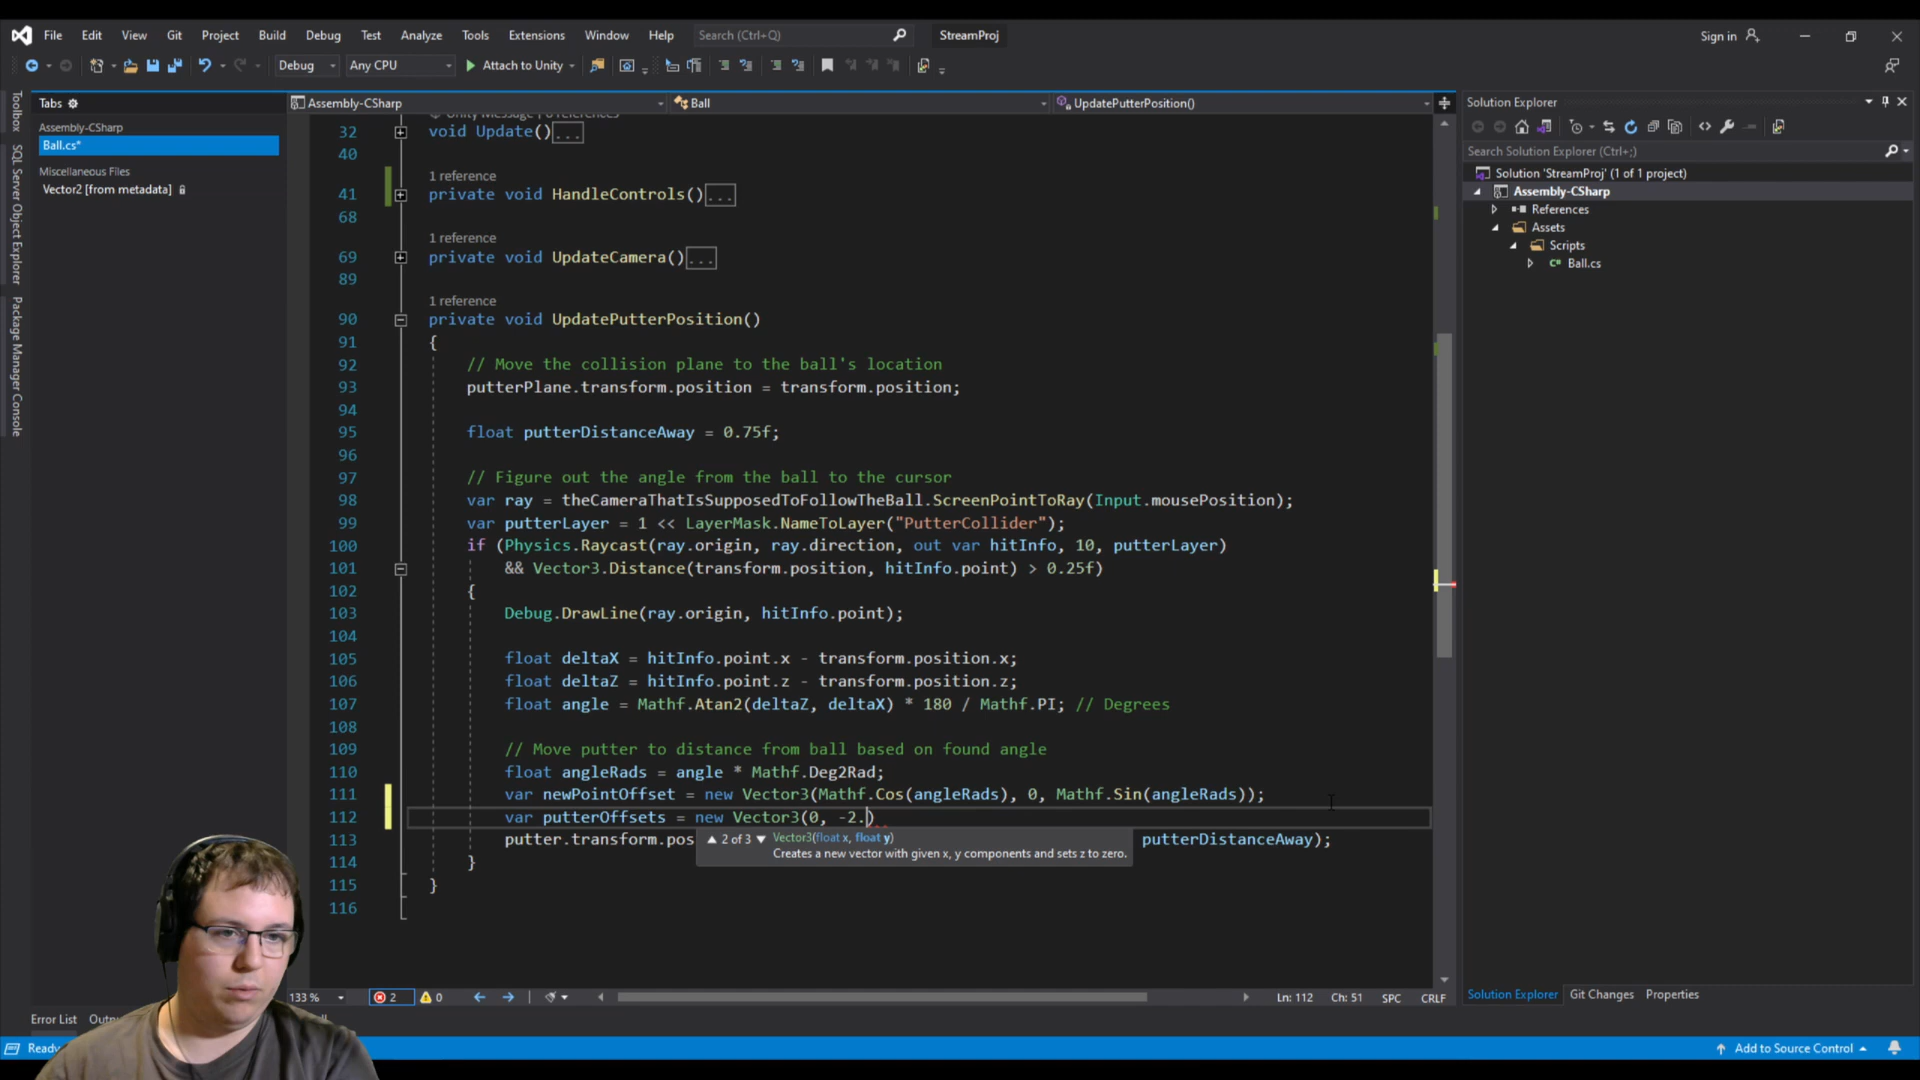 File Edit View Git Project Build Debug Test Analyze Tools Extensions Window Help Search (Ctrl+Q) StreamProj Sign in
Debug Any CPU Attach to Unity
Tabs
Assembly-CSharp
Ball.cs*
Miscellaneous Files
Vector2 [from metadata]
Toolbox
SQL Server Object Explorer
Package Manager Console
Assembly-CSharp Ball UpdatePutterPosition()
32 void Update()...
40
1 reference
41 private void HandleControls()...
68
1 reference
69 private void UpdateCamera()...
89
1 reference
90 private void UpdatePutterPosition()
91 {
92 // Move the collision plane to the ball's location
93 putterPlane.transform.position = transform.position;
94
95 float putterDistanceAway = 0.75f;
96
97 // Figure out the angle from the ball to the cursor
98 var ray = theCameraThatIsSupposedToFollowTheBall.ScreenPointToRay(Input.mousePosition);
99 var putterLayer = 1 << LayerMask.NameToLayer("PutterCollider");
100 if (Physics.Raycast(ray.origin, ray.direction, out var hitInfo, 10, putterLayer)
101 && Vector3.Distance(transform.position, hitInfo.point) > 0.25f)
102 {
103 Debug.DrawLine(ray.origin, hitInfo.point);
104
105 float deltaX = hitInfo.point.x - transform.position.x;
106 float deltaZ = hitInfo.point.z - transform.position.z;
107 float angle = Mathf.Atan2(deltaZ, deltaX) * 180 / Mathf.PI; // Degrees
108
109 // Move putter to distance from ball based on found angle
110 float angleRads = angle * Mathf.Deg2Rad;
111 var newPointOffset = new Vector3(Mathf.Cos(angleRads), 0, Mathf.Sin(angleRads));
112 var putterOffsets = new Vector3(0, -2.)
113 putter.transform.pos putterDistanceAway);
▲ 2 of 3 ▼ Vector3(float x, float y)
Creates a new vector with given x, y components and sets z to zero.
114 }
115 }
116
133 % 2 0 Ln: 112 Ch: 51 SPC CRLF
Error List
Ready
Add to Source Control
Solution Explorer
Search Solution Explorer (Ctrl+;)
Solution 'StreamProj' (1 of 1 project)
Assembly-CSharp
References
Assets
Scripts
C# Ball.cs
Solution Explorer Git Changes Properties